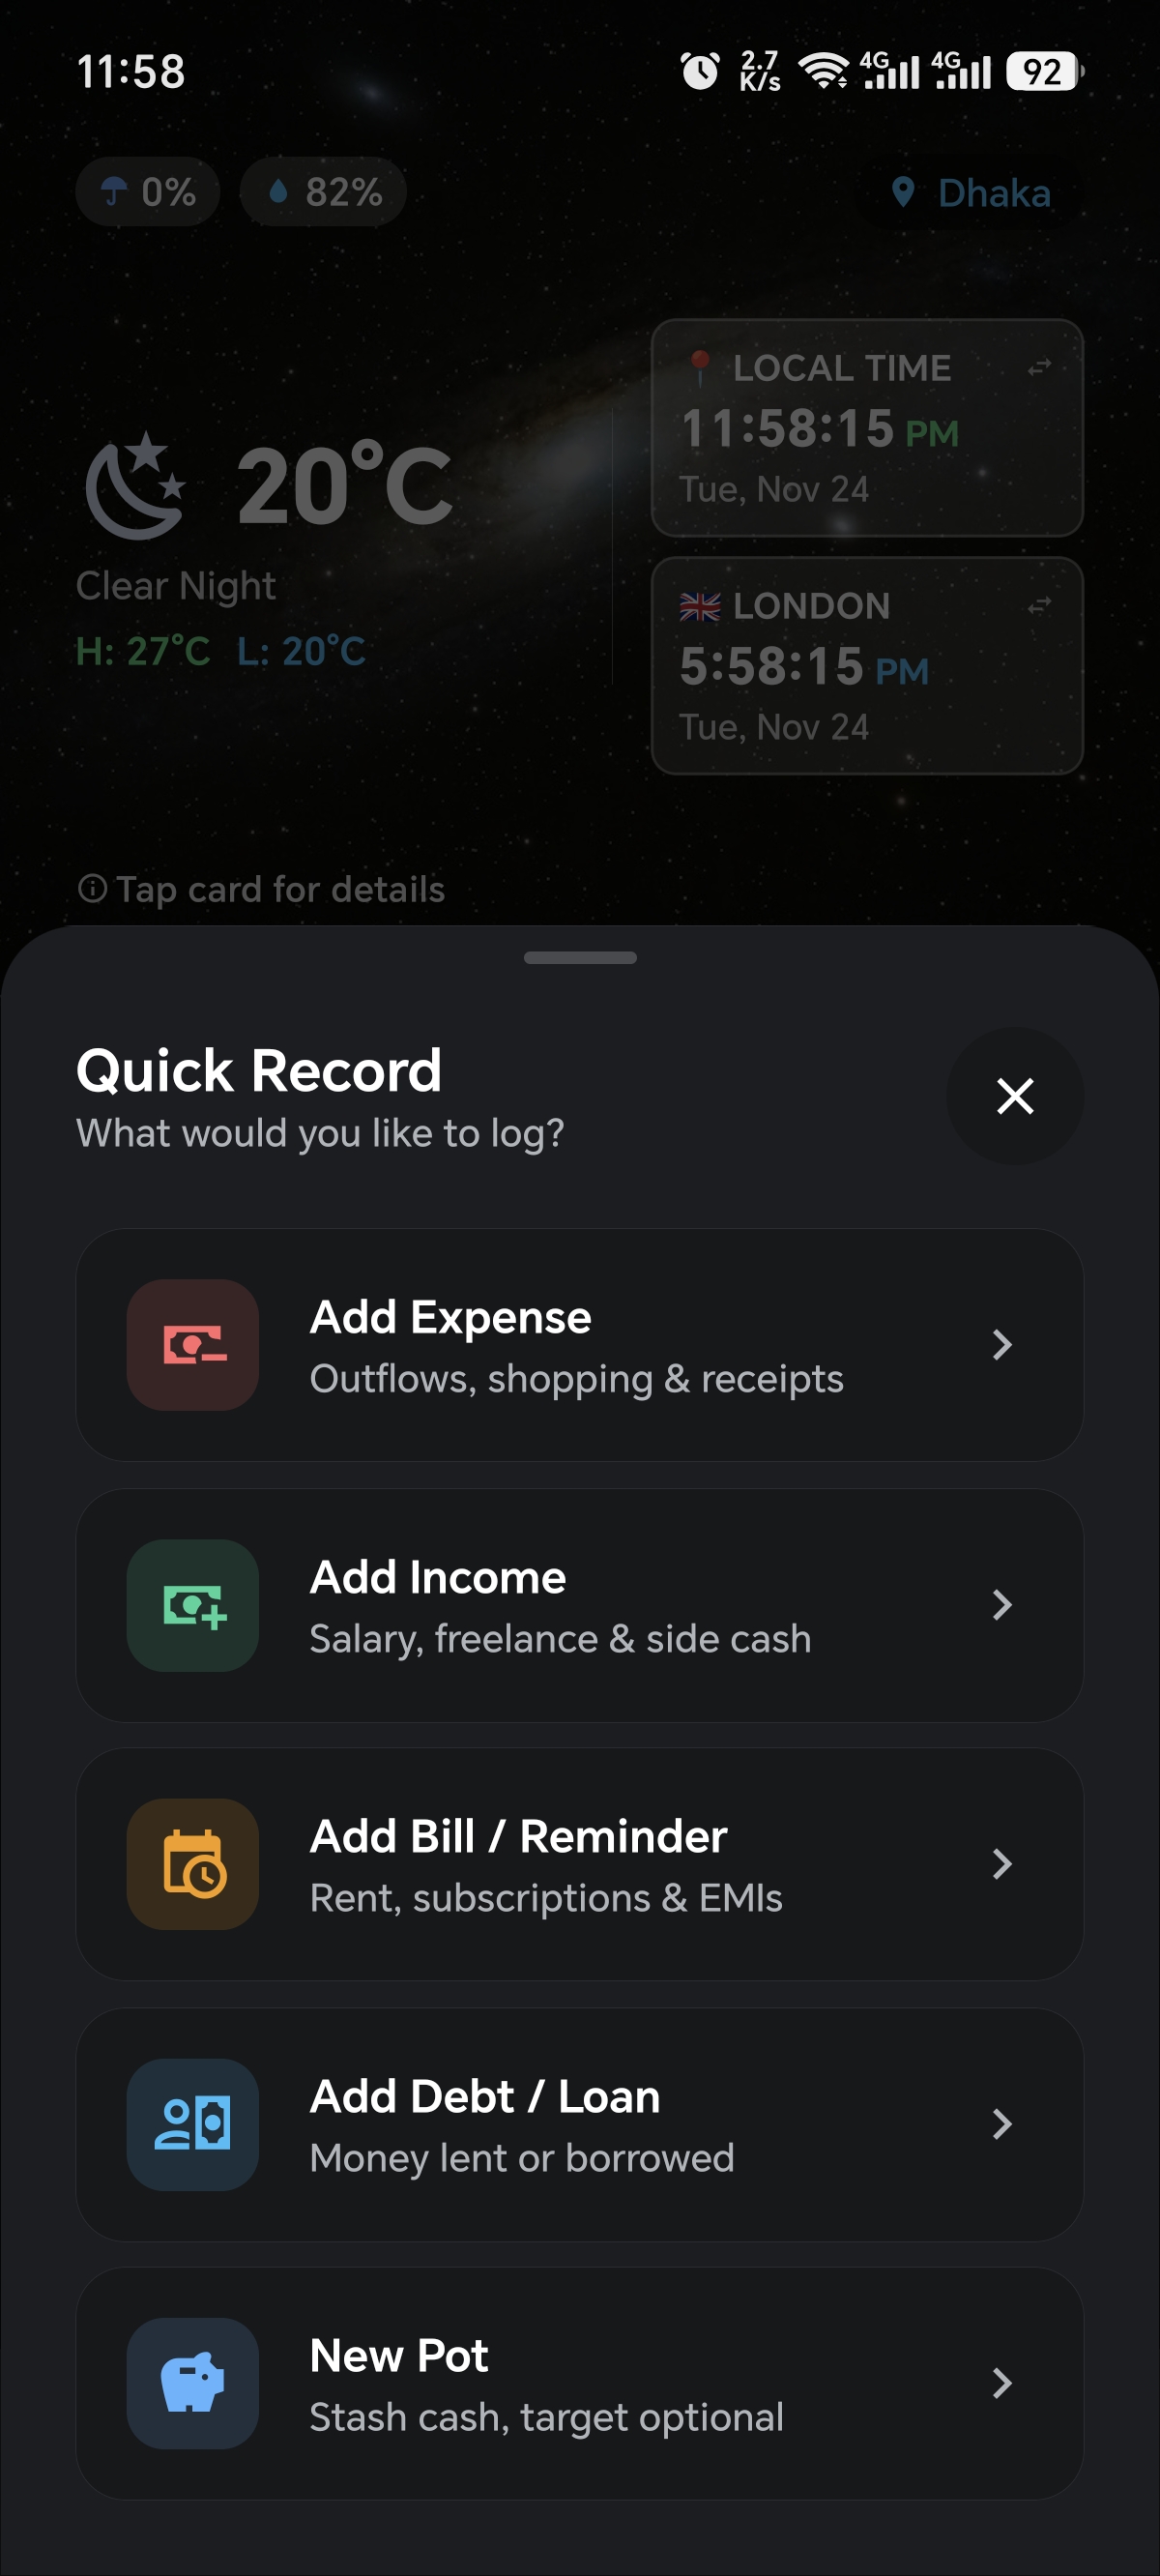 11:58
2.7 K/s 4G 4G 92
0% 82% Dhaka
LOCAL TIME
11:58:15 PM
Tue, Nov 24
20°C
Clear Night
H: 27°C L: 20°C
LONDON
5:58:15 PM
Tue, Nov 24
Tap card for details
Quick Record
What would you like to log?
Add Expense
Outflows, shopping & receipts
Add Income
Salary, freelance & side cash
Add Bill / Reminder
Rent, subscriptions & EMIs
Add Debt / Loan
Money lent or borrowed
New Pot
Stash cash, target optional